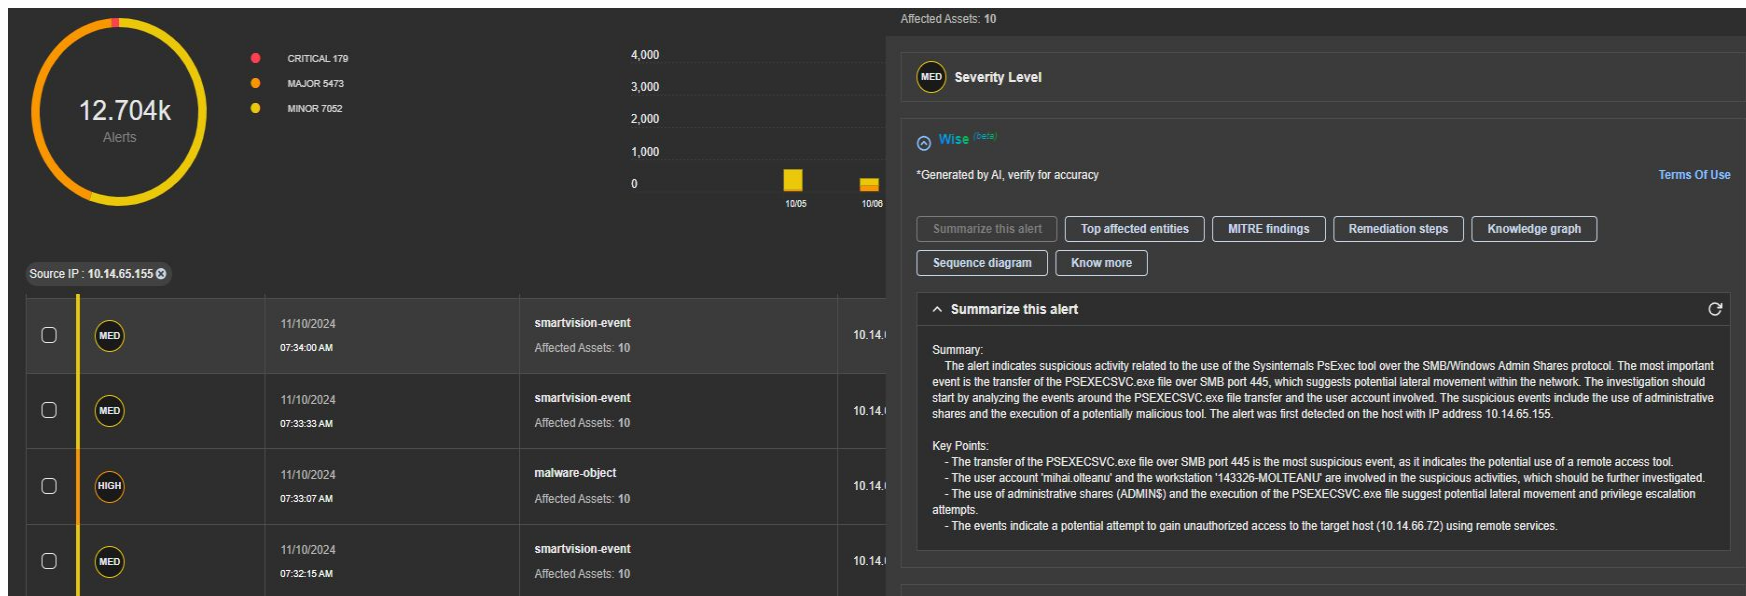 12.704k
Alerts
CRITICAL 179
MAJOR 5473
MINOR 7052
4,000
3,000
2,000
1,000
0
10/05
10/06
Source IP : 10.14.65.155
MED
11/10/2024
07:34:00 AM
smartvision-event
Affected Assets: 10
10.14.
MED
11/10/2024
07:33:33 AM
smartvision-event
Affected Assets: 10
10.14.
HIGH
11/10/2024
07:33:07 AM
malware-object
Affected Assets: 10
10.14.
MED
11/10/2024
07:32:15 AM
smartvision-event
Affected Assets: 10
10.14.
Affected Assets: 10
MED Severity Level
Wise (beta)
*Generated by AI, verify for accuracy
Terms Of Use
Summarize this alert
Top affected entities
MITRE findings
Remediation steps
Knowledge graph
Sequence diagram
Know more
Summarize this alert
Summary:
The alert indicates suspicious activity related to the use of the Sysinternals PsExec tool over the SMB/Windows Admin Shares protocol. The most important
event is the transfer of the PSEXECSVC.exe file over SMB port 445, which suggests potential lateral movement within the network. The investigation should
start by analyzing the events around the PSEXECSVC.exe file transfer and the user account involved. The suspicious events include the use of administrative
shares and the execution of a potentially malicious tool. The alert was first detected on the host with IP address 10.14.65.155.
Key Points:
- The transfer of the PSEXECSVC.exe file over SMB port 445 is the most suspicious event, as it indicates the potential use of a remote access tool.
- The user account 'mihai.olteanu' and the workstation '143326-MOLTEANU' are involved in the suspicious activities, which should be further investigated.
- The use of administrative shares (ADMIN$) and the execution of the PSEXECSVC.exe file suggest potential lateral movement and privilege escalation
attempts.
- The events indicate a potential attempt to gain unauthorized access to the target host (10.14.66.72) using remote services.